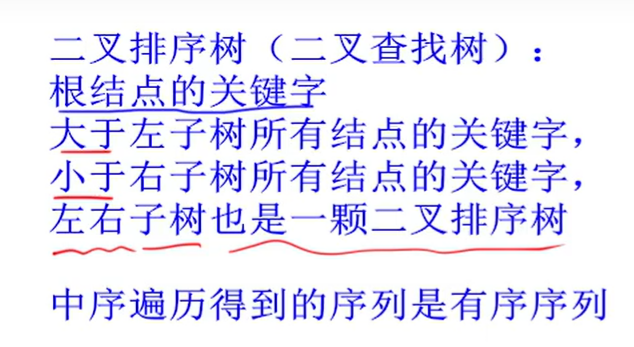 二叉排序树（二叉查找树）：
根结点的关键字
大于左子树所有结点的关键字，
小于右子树所有结点的关键字，
左右子树也是一颗二叉排序树
中序遍历得到的序列是有序序列